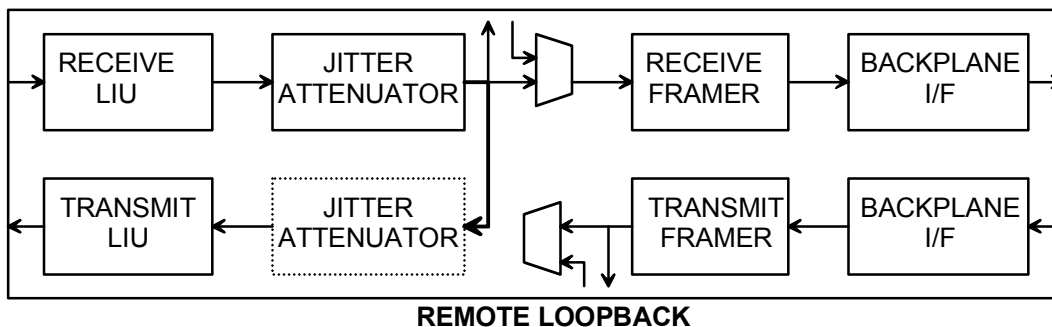 RECEIVE
LIU
JITTER
ATTENUATOR
RECEIVE
FRAMER
BACKPLANE
I/F
TRANSMIT
LIU
JITTER
ATTENUATOR
TRANSMIT
FRAMER
BACKPLANE
I/F
REMOTE LOOPBACK